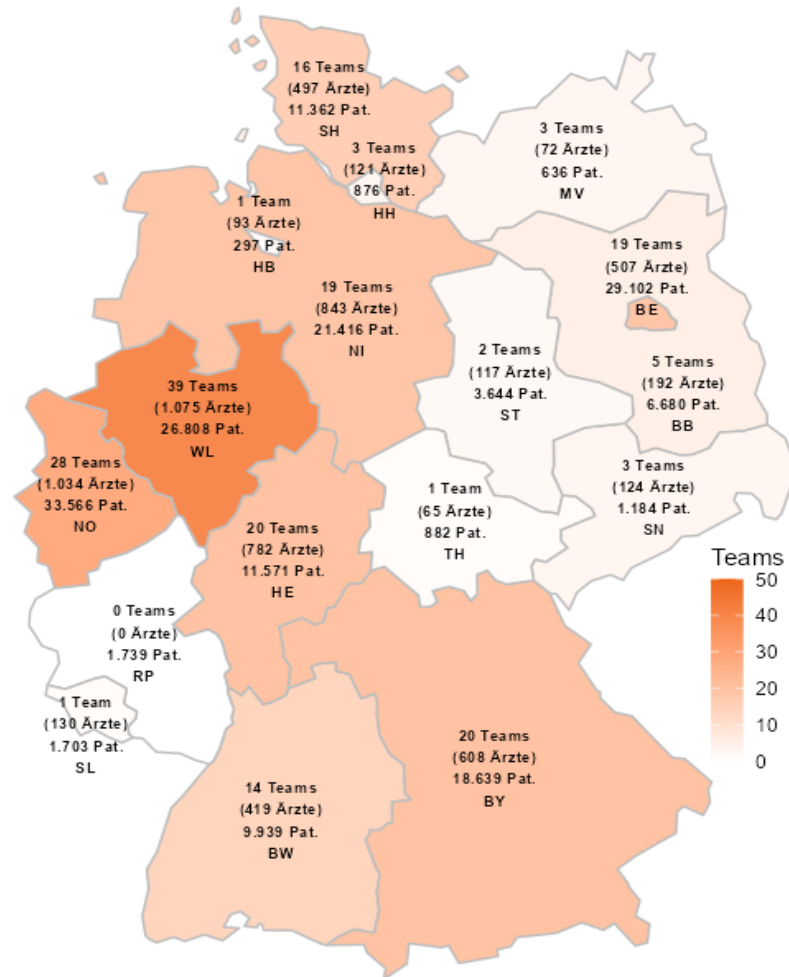 16 Teams
(497 Ärzte)
11.362 Pat.
SH
3 Teams
(121 Ärzte)
876 Pat.
HH
3 Teams
(72 Ärzte)
636 Pat.
MV
1 Team
(93 Ärzte)
297 Pat.
HB
19 Teams
(507 Ärzte)
29.102 Pat.
BE
19 Teams
(843 Ärzte)
21.416 Pat.
NI
2 Teams
(117 Ärzte)
3.644 Pat.
ST
5 Teams
(192 Ärzte)
6.680 Pat.
BB
39 Teams
(1.075 Ärzte)
26.808 Pat.
WL
28 Teams
(1.034 Ärzte)
33.566 Pat.
NO
3 Teams
(124 Ärzte)
1.184 Pat.
SN
1 Team
(65 Ärzte)
882 Pat.
TH
20 Teams
(782 Ärzte)
11.571 Pat.
HE
0 Teams
(0 Ärzte)
1.739 Pat.
RP
1 Team
(130 Ärzte)
1.703 Pat.
SL
20 Teams
(608 Ärzte)
18.639 Pat.
BY
14 Teams
(419 Ärzte)
9.939 Pat.
BW
Teams
50
40
30
20
10
0